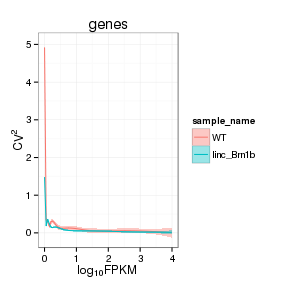 genes
5
4
3
2
1
0
CV²
0 1 2 3 4
log₁₀FPKM
sample_name
WT
linc_Brn1b